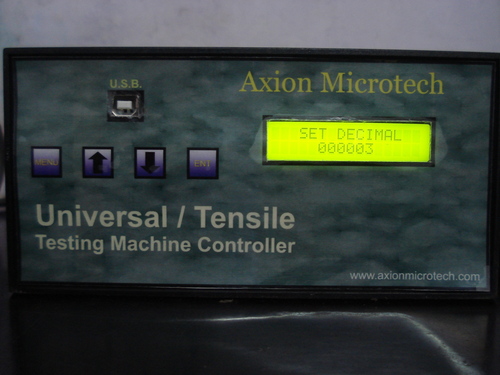 U.S.B.
Axion Microtech
SET DECIMAL
000003
MENU
ENT
Universal / Tensile
Testing Machine Controller
www.axionmicrotech.com